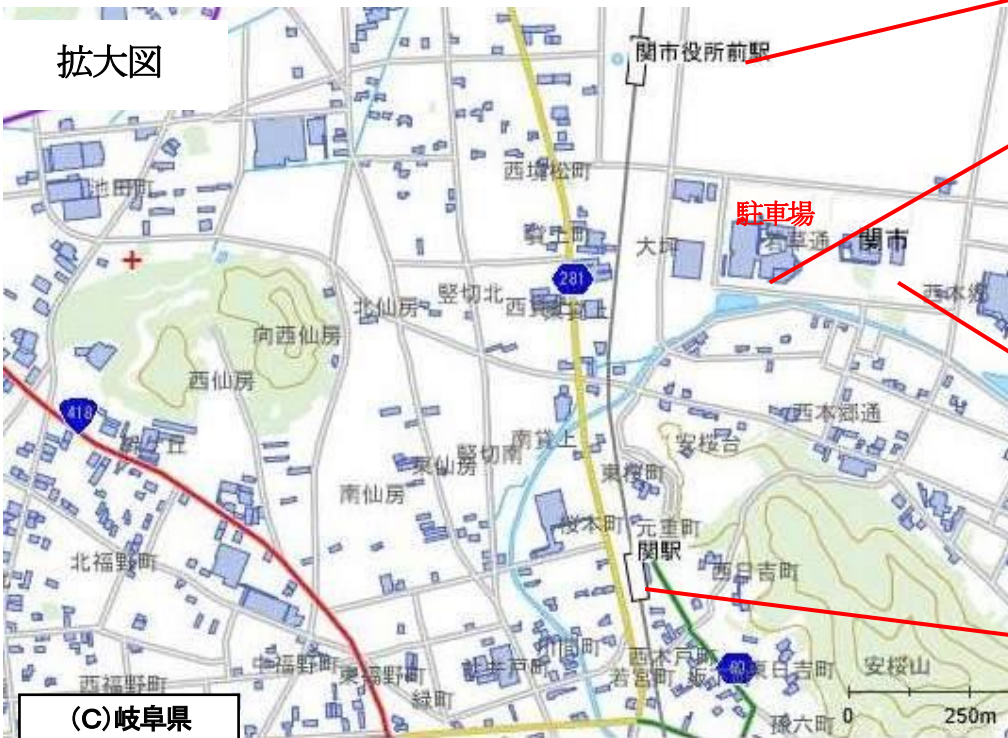 拡大図
関市役所前駅
西境松町
池田町
駐車場
若草通
関市
貸上町
大坪
281
竪切北
西本郷
北仙房
向西仙房
西仙房
418
西本郷通
南貸上
安桜台
竪切南
東仙房
東桜町
南仙房
桜木町
元重町
関駅
北福野町
西日吉町
中福野町
東福野町
西木戸町
東日吉町
安桜山
西福野町
若宮町
緑町
孫六町
0
250m
(C)岐阜県